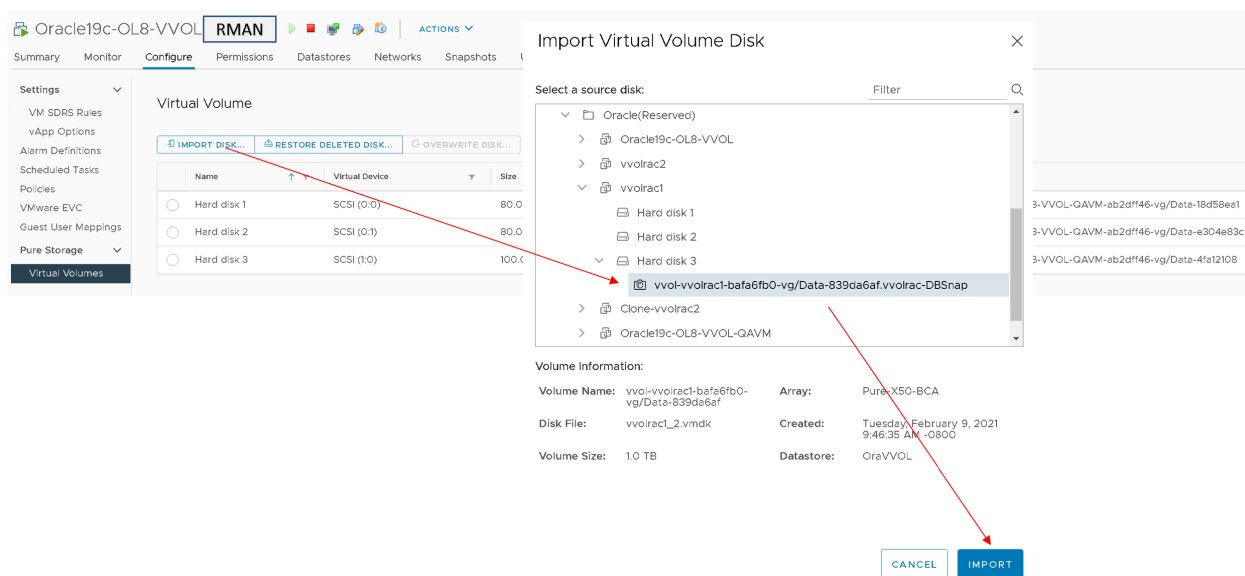 Oracle19c-OL8-VVOL RMAN ACTIONS
Summary Monitor Configure Permissions Datastores Networks Snapshots
Settings
VM SDRS Rules
vApp Options
Alarm Definitions
Scheduled Tasks
Policies
VMware EVC
Guest User Mappings
Pure Storage
Virtual Volumes
Virtual Volume
IMPORT DISK... RESTORE DELETED DISK... OVERWRITE DISK...
Name Virtual Device Size
Hard disk 1 SCSI (0:0) 80.0
Hard disk 2 SCSI (0:1) 80.0
Hard disk 3 SCSI (1:0) 100.0
Import Virtual Volume Disk
Select a source disk: Filter
Oracle(Reserved)
Oracle19c-OL8-VVOL
vvolrac2
vvolrac1
Hard disk 1
Hard disk 2
Hard disk 3
vvol-vvolrac1-bafa6fb0-vg/Data-839da6af.vvolrac-DBSnap
Clone-vvolrac2
Oracle19c-OL8-VVOL-QAVM
Volume Information:
Volume Name: vvol-vvolrac1-bafa6fb0-
vg/Data-839da6af
Array: Pure-X50-BCA
Disk File: vvolrac1_2.vmdk
Created: Tuesday, February 9, 2021
9:46:35 AM -0800
Volume Size: 1.0 TB
Datastore: OraVVOL
CANCEL IMPORT
-VVOL-QAVM-ab2dff46-vg/Data-18d58ea1
-VVOL-QAVM-ab2dff46-vg/Data-e304e83c
-VVOL-QAVM-ab2dff46-vg/Data-4fa12108